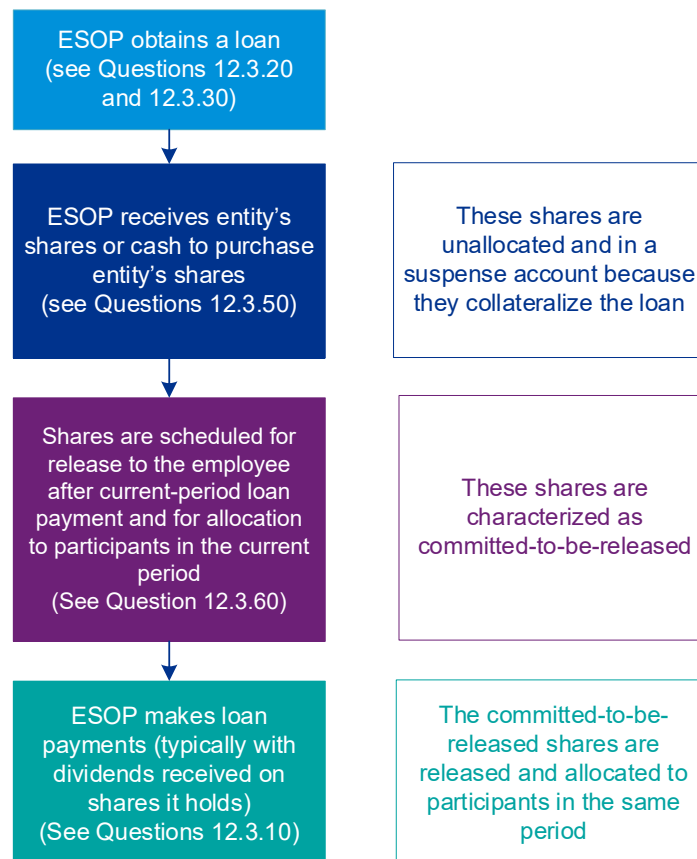 ESOP obtains a loan
(see Questions 12.3.20
and 12.3.30)
ESOP receives entity's
shares or cash to purchase
entity's shares
(see Questions 12.3.50)
These shares are
unallocated and in a
suspense account because
they collateralize the loan
Shares are scheduled for
release to the employee
after current-period loan
payment and for allocation
to participants in the current
period
(See Question 12.3.60)
These shares are
characterized as
committed-to-be-released
ESOP makes loan
payments (typically with
dividends received on
shares it holds)
(See Questions 12.3.10)
The committed-to-be-
released shares are
released and allocated to
participants in the same
period